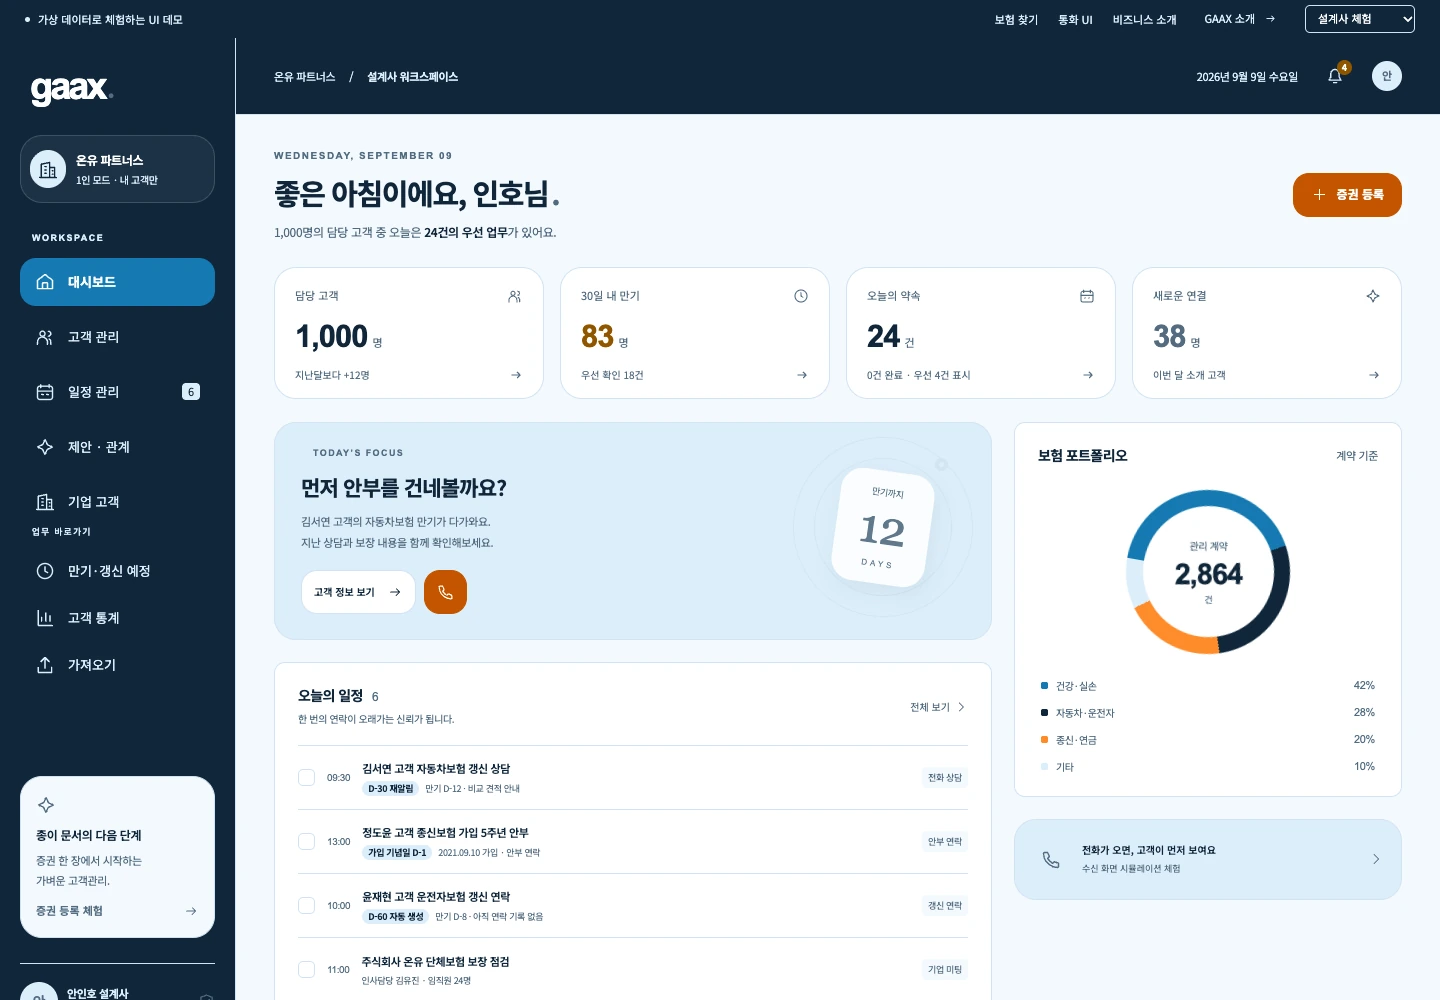 가상 데이터로 체험하는 UI 데모
보험 찾기
통화 UI
비즈니스 소개
GAAX 소개 →
설계사 체험
gaax.
온유 파트너스
1인 모드 · 내 고객만
WORKSPACE
대시보드
고객 관리
일정 관리 6
제안 · 관계
기업 고객
업무 바로가기
만기·갱신 예정
고객 통계
가져오기
종이 문서의 다음 단계
증권 한 장에서 시작하는
가벼운 고객관리.
증권 등록 체험 →
안인호 설계사
온유 파트너스 / 설계사 워크스페이스
2026년 9월 9일 수요일
4
안
WEDNESDAY, SEPTEMBER 09
좋은 아침이에요, 인호님.
1,000명의 담당 고객 중 오늘은 24건의 우선 업무가 있어요.
+ 증권 등록
담당 고객
1,000 명
지난달보다 +12명 →
30일 내 만기
83 명
우선 확인 18건 →
오늘의 약속
24 건
0건 완료 · 우선 4건 표시 →
새로운 연결
38 명
이번 달 소개 고객 →
TODAY'S FOCUS
먼저 안부를 건네볼까요?
김서연 고객의 자동차보험 만기가 다가와요.
지난 상담과 보장 내용을 함께 확인해보세요.
고객 정보 보기 →
만기까지
12
DAYS
보험 포트폴리오
계약 기준
관리 계약
2,864
건
건강·실손 42%
자동차·운전자 28%
종신·연금 20%
기타 10%
전화가 오면, 고객이 먼저 보여요
수신 화면 시뮬레이션 체험
오늘의 일정 6
한 번의 연락이 오래가는 신뢰가 됩니다.
전체 보기
09:30
김서연 고객 자동차보험 갱신 상담
D-30 재알림 만기 D-12 · 비교 견적 안내
전화 상담
13:00
정도윤 고객 종신보험 가입 5주년 안부
가입 기념일 D-1 2021.09.10 가입 · 안부 연락
안부 연락
10:00
윤재현 고객 운전자보험 갱신 연락
D-60 자동 생성 만기 D-8 · 아직 연락 기록 없음
갱신 연락
11:00
주식회사 온유 단체보험 보장 점검
인사담당 김유진 · 임직원 24명
기업 미팅